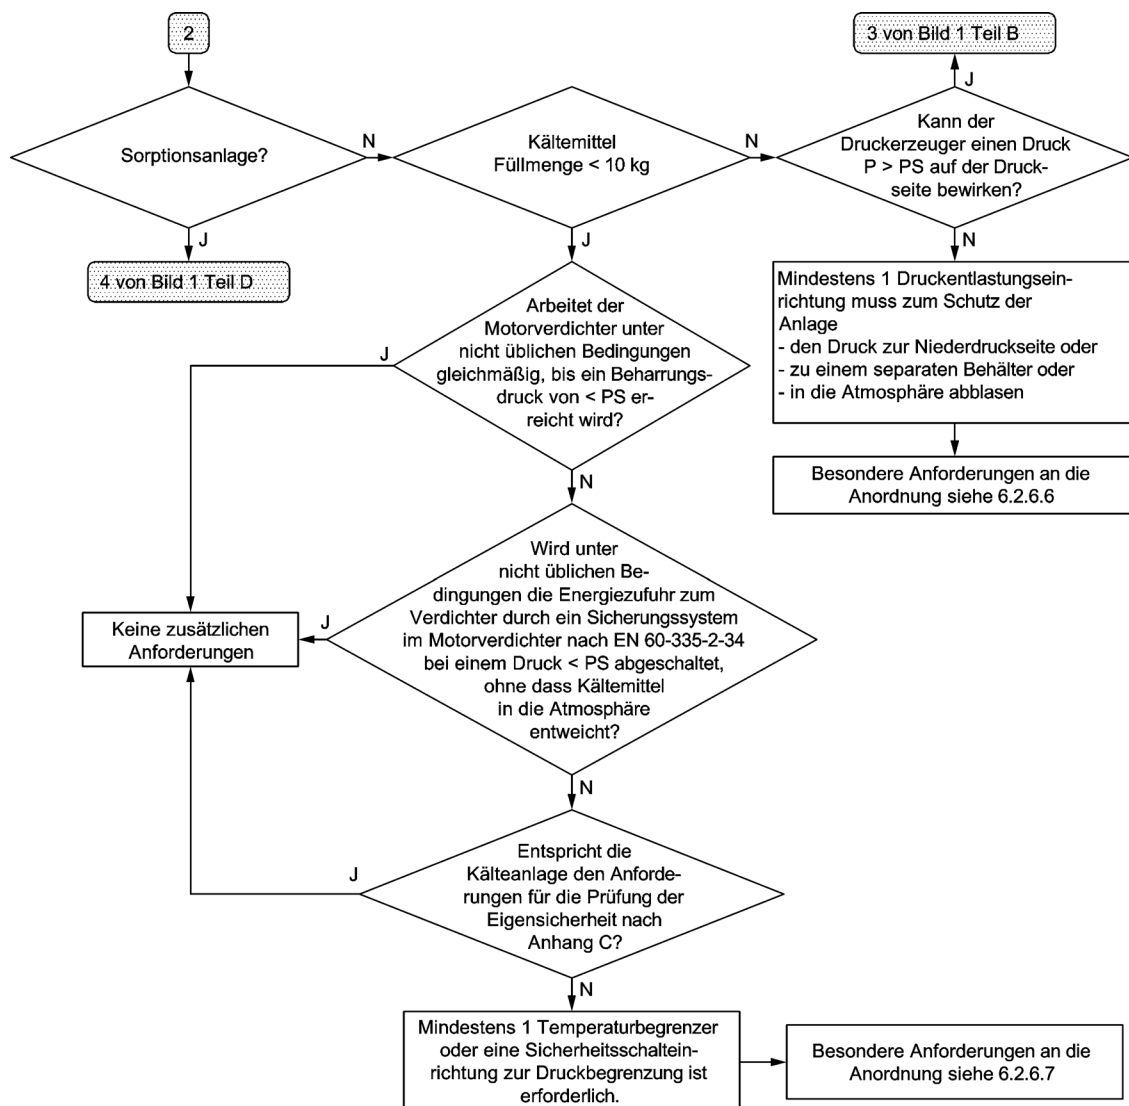 2
3 von Bild 1 Teil B
J
Sorptionsanlage?
N
Kältemittel
Füllmenge < 10 kg
N
Kann der
Druckerzeuger einen Druck
P > PS auf der Druck-
seite bewirken?
J
J
N
4 von Bild 1 Teil D
Mindestens 1 Druckentlastungsein-
richtung muss zum Schutz der
Anlage
- den Druck zur Niederdruckseite oder
- zu einem separaten Behälter oder
- in die Atmosphäre abblasen
Arbeitet der
Motorverdichter unter
nicht üblichen Bedingungen
gleichmäßig, bis ein Beharrungs-
druck von < PS er-
reicht wird?
J
N
Besondere Anforderungen an die
Anordnung siehe 6.2.6.6
Wird unter
nicht üblichen Be-
dingungen die Energiezufuhr zum
Verdichter durch ein Sicherungssystem
im Motorverdichter nach EN 60-335-2-34
bei einem Druck < PS abgeschaltet,
ohne dass Kältemittel
in die Atmosphäre
entweicht?
J
Keine zusätzlichen
Anforderungen
N
Entspricht die
Kälteanlage den Anforde-
rungen für die Prüfung der
Eigensicherheit nach
Anhang C?
J
N
Mindestens 1 Temperaturbegrenzer
oder eine Sicherheitsschaltein-
richtung zur Druckbegrenzung ist
erforderlich.
Besondere Anforderungen an die
Anordnung siehe 6.2.6.7